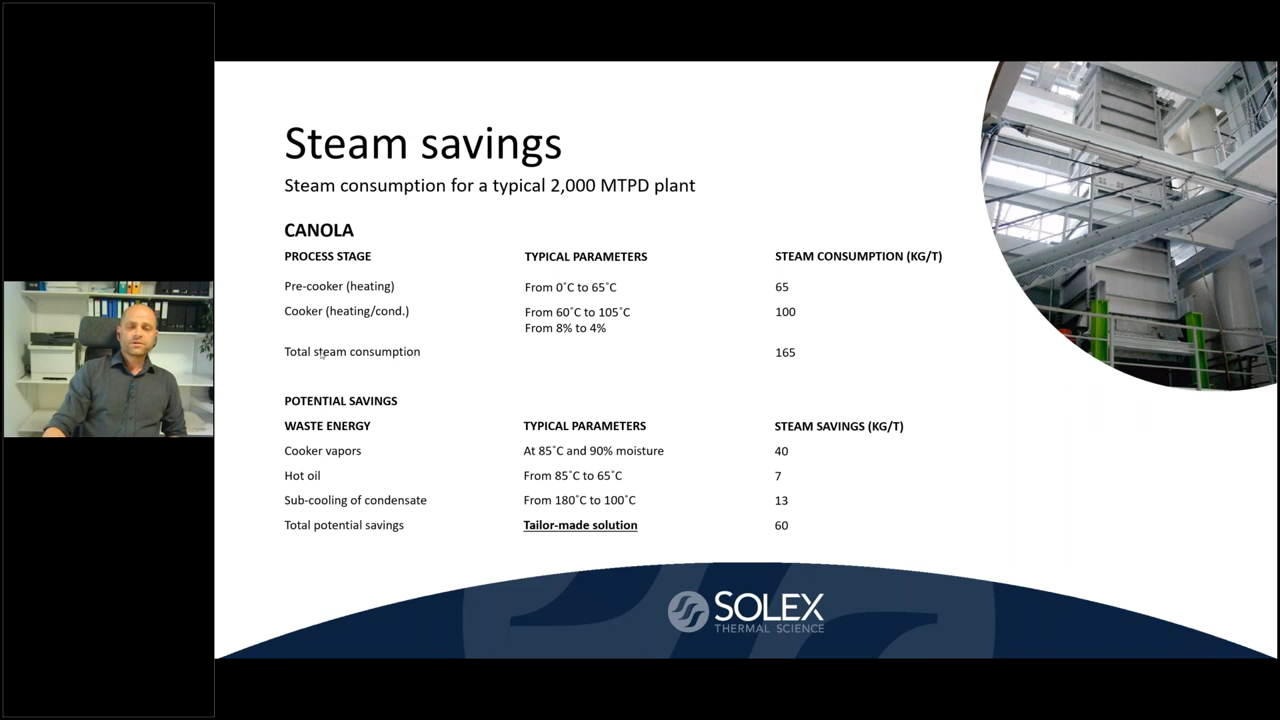 Steam savings
Steam consumption for a typical 2,000 MTPD plant
CANOLA
PROCESS STAGE TYPICAL PARAMETERS STEAM CONSUMPTION (KG/T)
Pre-cooker (heating) From 0˚C to 65˚C 65
Cooker (heating/cond.) From 60˚C to 105˚C 100
From 8% to 4%
Total steam consumption 165
POTENTIAL SAVINGS
WASTE ENERGY TYPICAL PARAMETERS STEAM SAVINGS (KG/T)
Cooker vapors At 85˚C and 90% moisture 40
Hot oil From 85˚C to 65˚C 7
Sub-cooling of condensate From 180˚C to 100˚C 13
Total potential savings Tailor-made solution 60
SOLEX
THERMAL SCIENCE